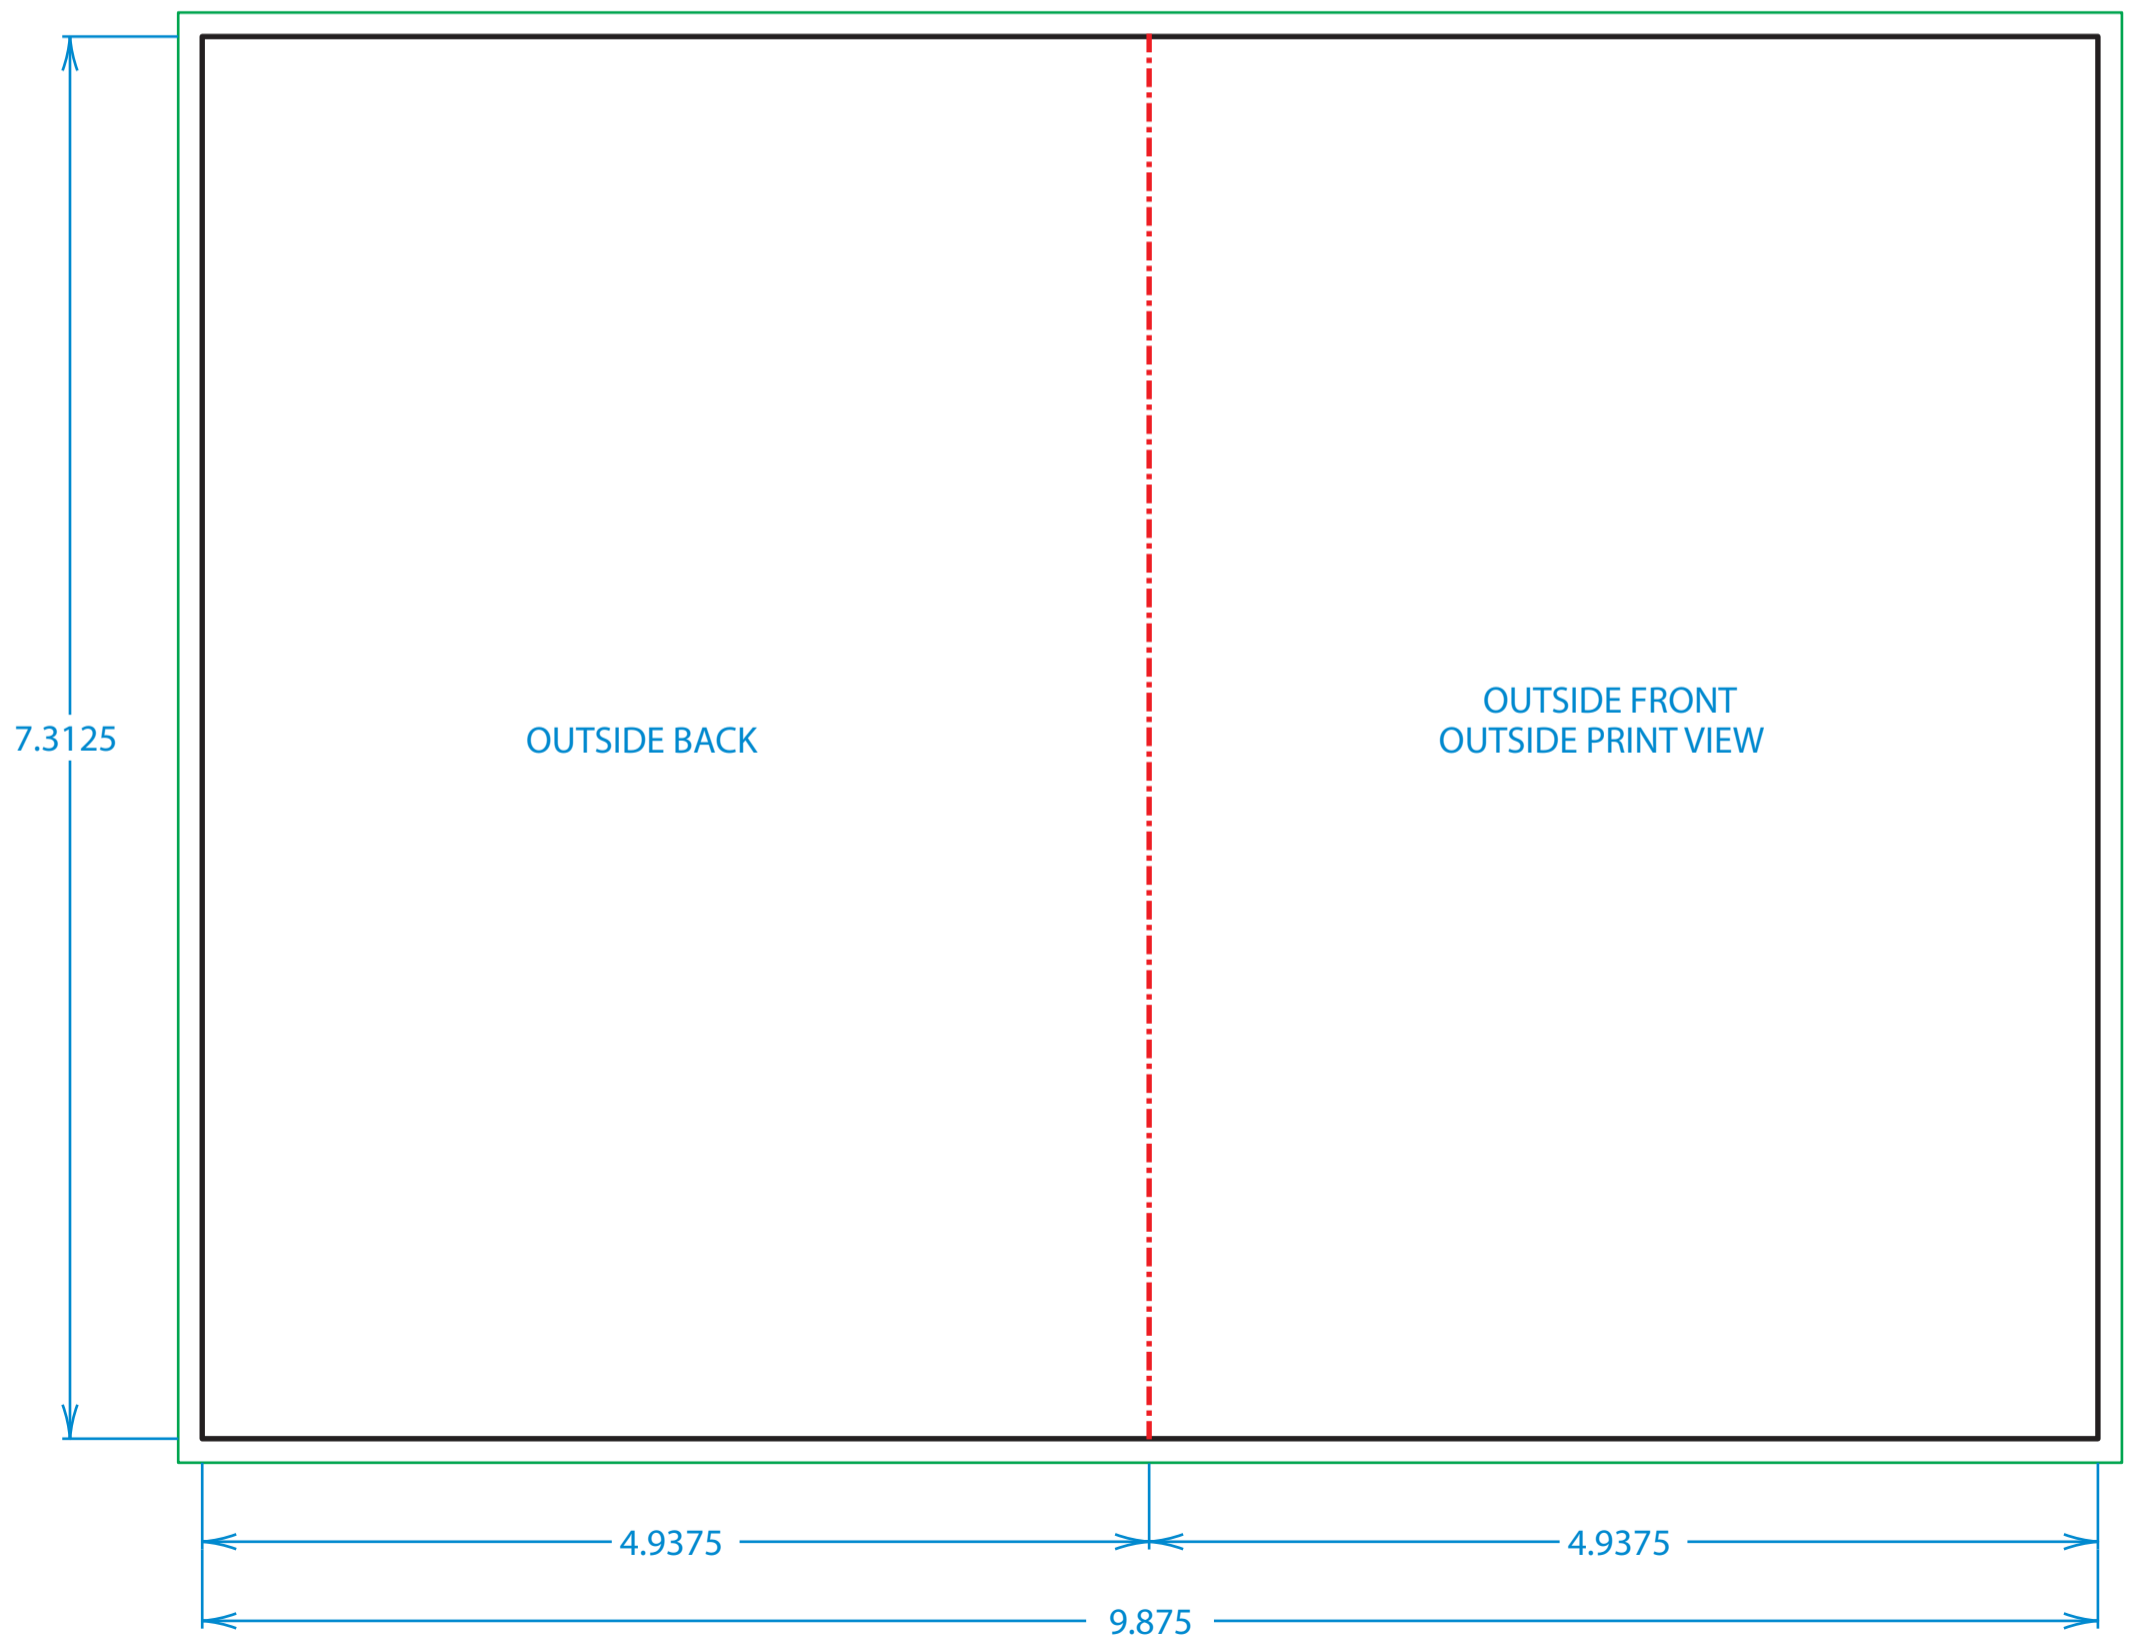 OUTSIDE FRONT
7.3125
OUTSIDE BACK
OUTSIDE PRINT VIEW
4.9375
4.9375
9.875